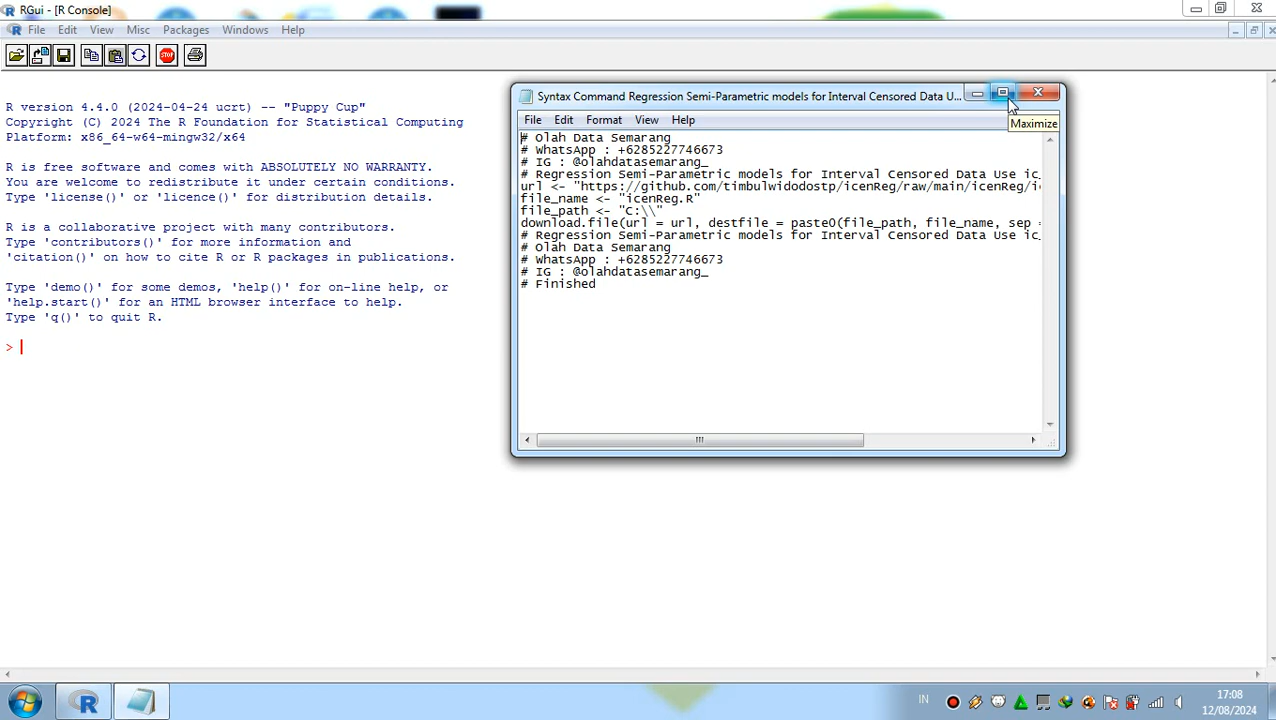 RGui - [R Console]
File Edit View Misc Packages Windows Help
STOP
R version 4.4.0 (2024-04-24 ucrt) -- "Puppy Cup"
Copyright (C) 2024 The R Foundation for Statistical Computing
Platform: x86_64-w64-mingw32/x64
R is free software and comes with ABSOLUTELY NO WARRANTY.
You are welcome to redistribute it under certain conditions.
Type 'license()' or 'licence()' for distribution details.
R is a collaborative project with many contributors.
Type 'contributors()' for more information and
'citation()' on how to cite R or R packages in publications.
Type 'demo()' for some demos, 'help()' for on-line help, or
'help.start()' for an HTML browser interface to help.
Type 'q()' to quit R.
>
Syntax Command Regression Semi-Parametric models for Interval Censored Data U...
File Edit Format View Help
Maximize
# Olah Data Semarang
# WhatsApp : +6285227746673
# IG : @olahdatasemarang_
# Regression Semi-Parametric models for Interval Censored Data Use ic_
url <- "https://github.com/timbulwidodostp/icenReg/raw/main/icenReg/i
file_name <- "icenReg.R"
file_path <- "C:\\"
download.file(url = url, destfile = paste0(file_path, file_name, sep =
# Regression Semi-Parametric models for Interval Censored Data Use ic_
# Olah Data Semarang
# WhatsApp : +6285227746673
# IG : @olahdatasemarang_
# Finished
IN
17:08
12/08/2024